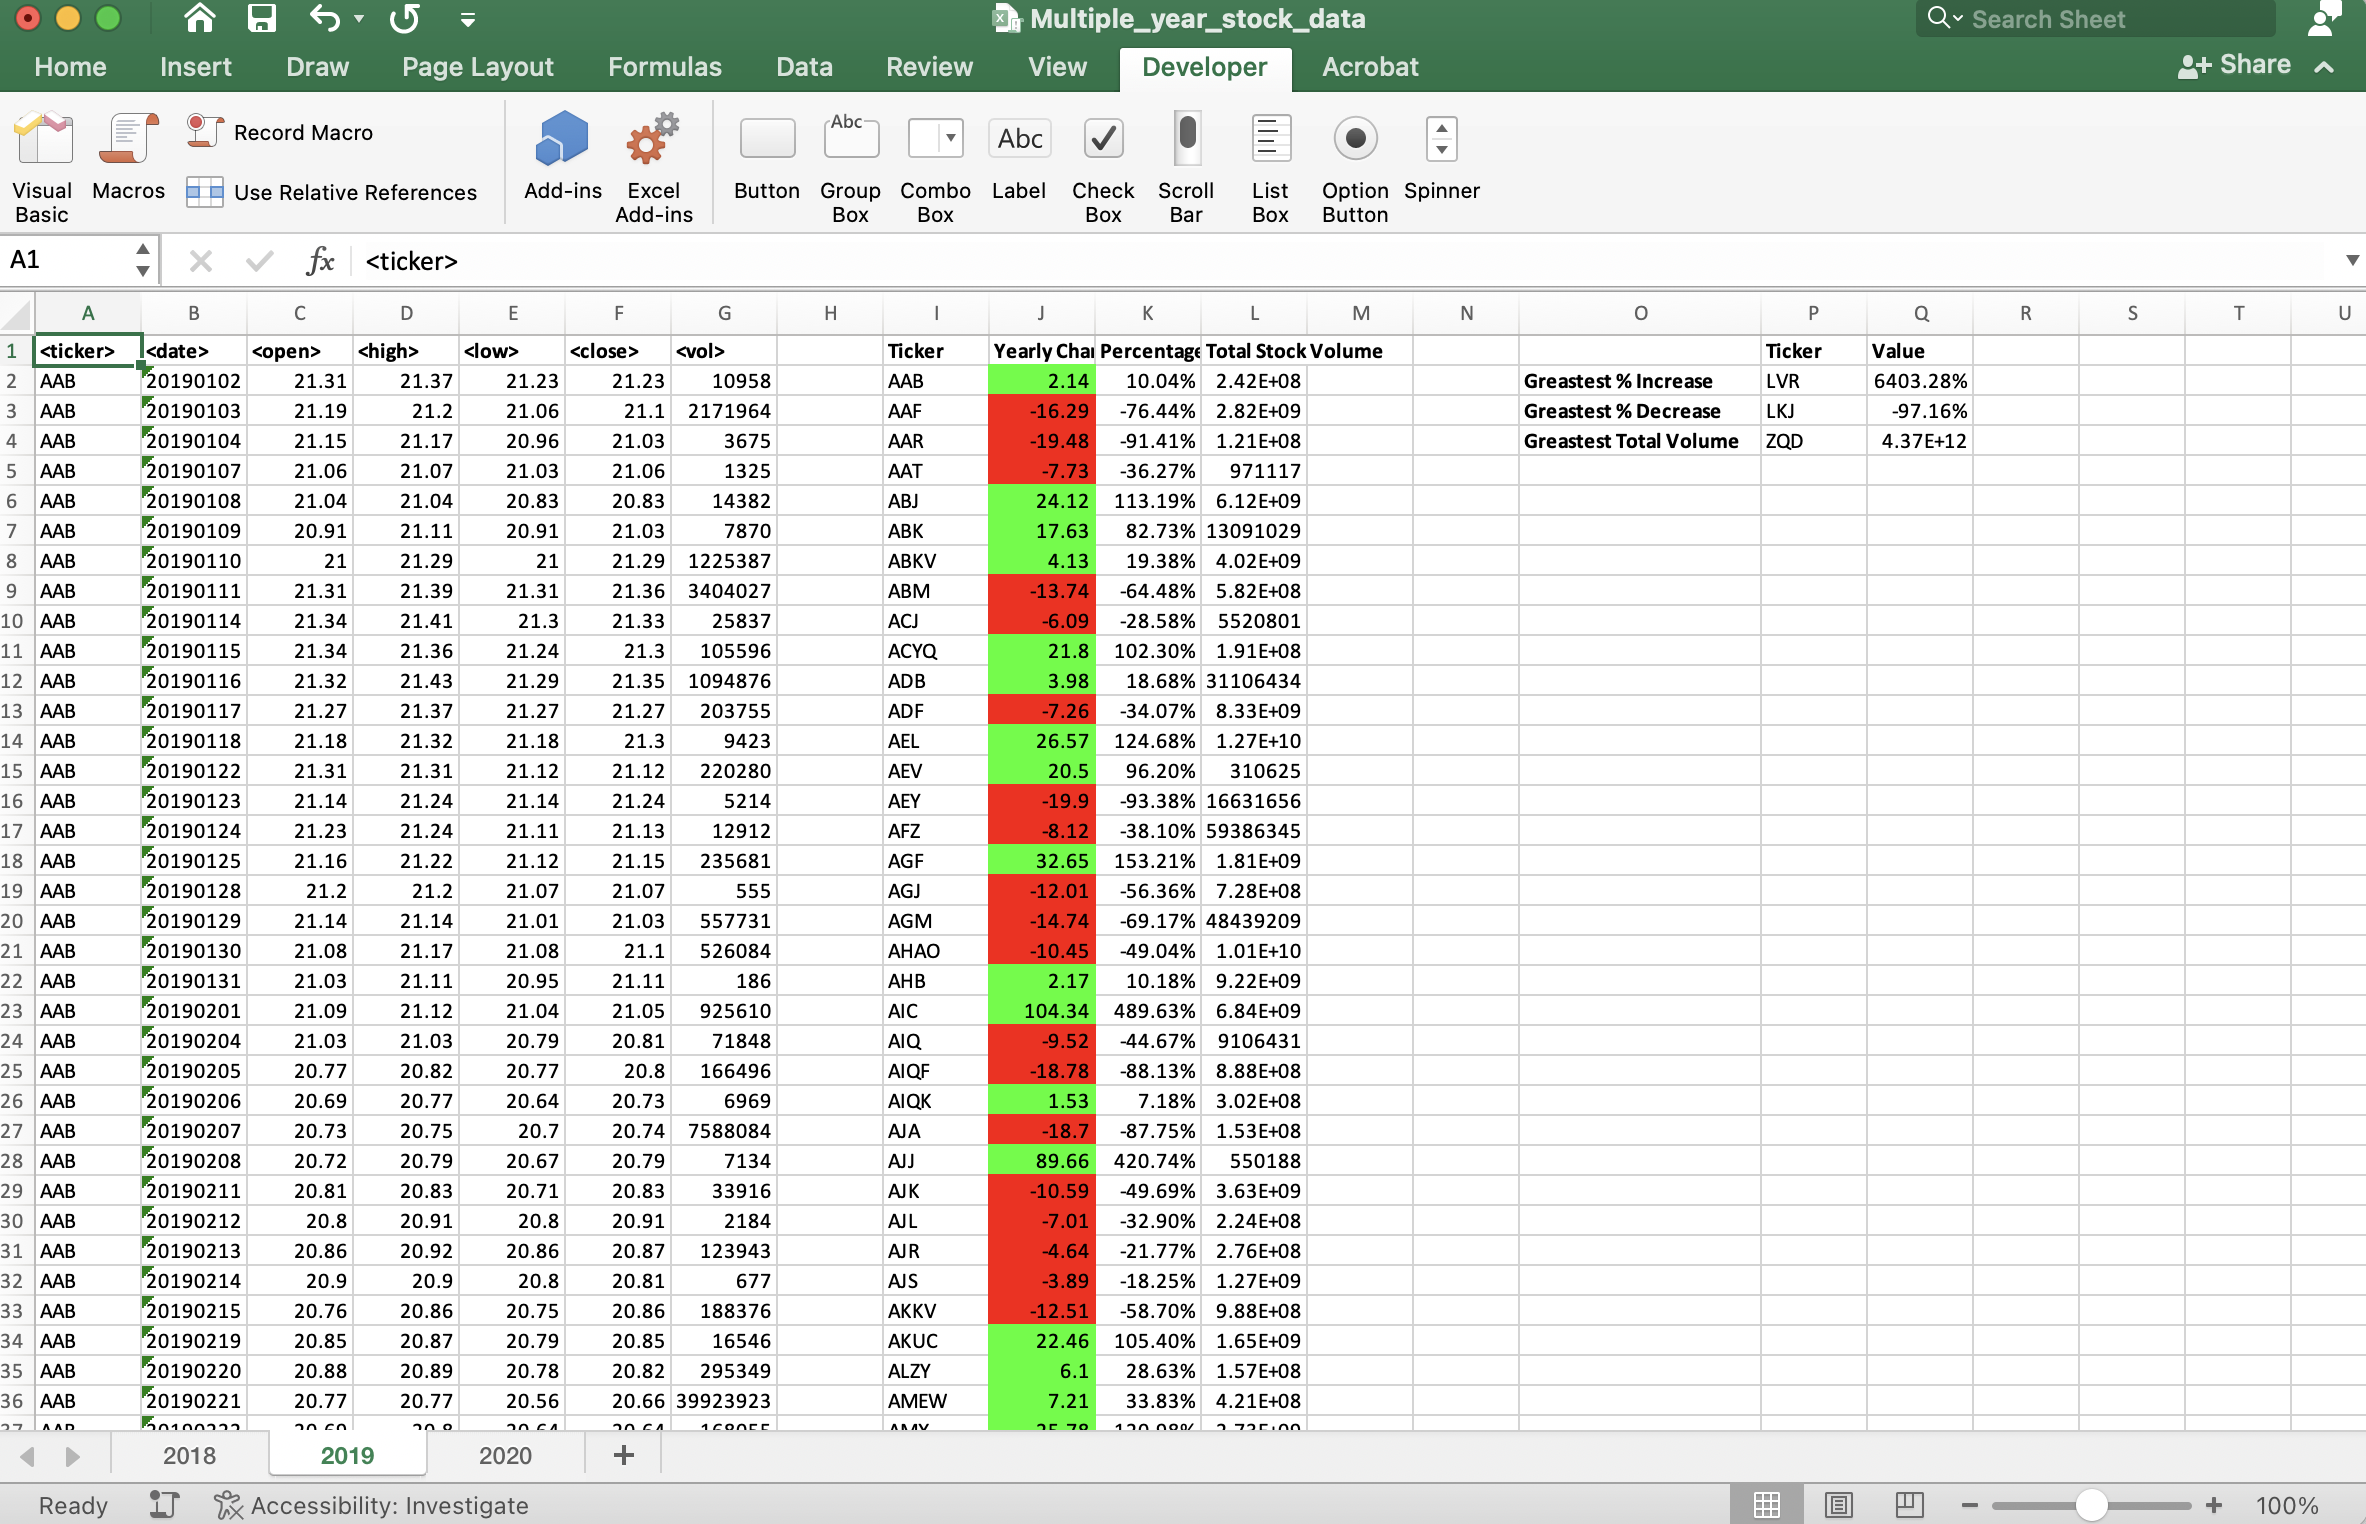 Multiple_year_stock_data
Search Sheet
Home Insert Draw Page Layout Formulas Data Review View Developer Acrobat Share
Visual Basic
Macros
Record Macro
Use Relative References
Add-ins
Excel Add-ins
Button
Abc
Group Box
Combo Box
Abc
Label
Check Box
Scroll Bar
List Box
Option Button
Spinner
A1 fx <ticker>
A B C D E F G H I J K L M N O P Q R S T U
1 <ticker> <date> <open> <high> <low> <close> <vol> Ticker Yearly Chan Percentage Total Stock Volume Ticker Value
2 AAB 20190102 21.31 21.37 21.23 21.23 10958 AAB 2.14 10.04% 2.42E+08 Greastest % Increase LVR 6403.28%
3 AAB 20190103 21.19 21.2 21.06 21.1 2171964 AAF -16.29 -76.44% 2.82E+09 Greastest % Decrease LKJ -97.16%
4 AAB 20190104 21.15 21.17 20.96 21.03 3675 AAR -19.48 -91.41% 1.21E+08 Greastest Total Volume ZQD 4.37E+12
5 AAB 20190107 21.06 21.07 21.03 21.06 1325 AAT -7.73 -36.27% 971117
6 AAB 20190108 21.04 21.04 20.83 20.83 14382 ABJ 24.12 113.19% 6.12E+09
7 AAB 20190109 20.91 21.11 20.91 21.03 7870 ABK 17.63 82.73% 13091029
8 AAB 20190110 21 21.29 21 21.29 1225387 ABKV 4.13 19.38% 4.02E+09
9 AAB 20190111 21.31 21.39 21.31 21.36 3404027 ABM -13.74 -64.48% 5.82E+08
10 AAB 20190114 21.34 21.41 21.3 21.33 25837 ACJ -6.09 -28.58% 5520801
11 AAB 20190115 21.34 21.36 21.24 21.3 105596 ACYQ 21.8 102.30% 1.91E+08
12 AAB 20190116 21.32 21.43 21.29 21.35 1094876 ADB 3.98 18.68% 31106434
13 AAB 20190117 21.27 21.37 21.27 21.27 203755 ADF -7.26 -34.07% 8.33E+09
14 AAB 20190118 21.18 21.32 21.18 21.3 9423 AEL 26.57 124.68% 1.27E+10
15 AAB 20190122 21.31 21.31 21.12 21.12 220280 AEV 20.5 96.20% 310625
16 AAB 20190123 21.14 21.24 21.14 21.24 5214 AEY -19.9 -93.38% 16631656
17 AAB 20190124 21.23 21.24 21.11 21.13 12912 AFZ -8.12 -38.10% 59386345
18 AAB 20190125 21.16 21.22 21.12 21.15 235681 AGF 32.65 153.21% 1.81E+09
19 AAB 20190128 21.2 21.2 21.07 21.07 555 AGJ -12.01 -56.36% 7.28E+08
20 AAB 20190129 21.14 21.14 21.01 21.03 557731 AGM -14.74 -69.17% 48439209
21 AAB 20190130 21.08 21.17 21.08 21.1 526084 AHAO -10.45 -49.04% 1.01E+10
22 AAB 20190131 21.03 21.11 20.95 21.11 186 AHB 2.17 10.18% 9.22E+09
23 AAB 20190201 21.09 21.12 21.04 21.05 925610 AIC 104.34 489.63% 6.84E+09
24 AAB 20190204 21.03 21.03 20.79 20.81 71848 AIQ -9.52 -44.67% 9106431
25 AAB 20190205 20.77 20.82 20.77 20.8 166496 AIQF -18.78 -88.13% 8.88E+08
26 AAB 20190206 20.69 20.77 20.64 20.73 6969 AIQK 1.53 7.18% 3.02E+08
27 AAB 20190207 20.73 20.75 20.7 20.74 7588084 AJA -18.7 -87.75% 1.53E+08
28 AAB 20190208 20.72 20.79 20.67 20.79 7134 AJJ 89.66 420.74% 550188
29 AAB 20190211 20.81 20.83 20.71 20.83 33916 AJK -10.59 -49.69% 3.63E+09
30 AAB 20190212 20.8 20.91 20.8 20.91 2184 AJL -7.01 -32.90% 2.24E+08
31 AAB 20190213 20.86 20.92 20.86 20.87 123943 AJR -4.64 -21.77% 2.76E+08
32 AAB 20190214 20.9 20.9 20.8 20.81 677 AJS -3.89 -18.25% 1.27E+09
33 AAB 20190215 20.76 20.86 20.75 20.86 188376 AKKV -12.51 -58.70% 9.88E+08
34 AAB 20190219 20.85 20.87 20.79 20.85 16546 AKUC 22.46 105.40% 1.65E+09
35 AAB 20190220 20.88 20.89 20.78 20.82 295349 ALZY 6.1 28.63% 1.57E+08
36 AAB 20190221 20.77 20.77 20.56 20.66 39923923 AMEW 7.21 33.83% 4.21E+08
2018 2019 2020 +
Ready Accessibility: Investigate 100%